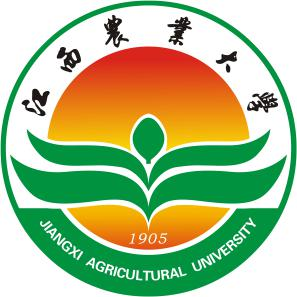 江西農業大學
1905
JIANGXI AGRICULTURAL UNIVERSITY